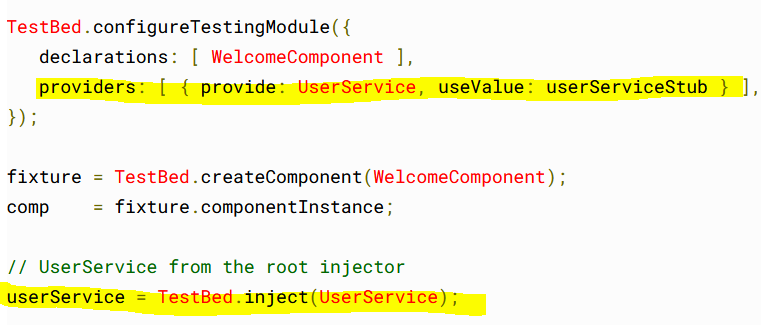 TestBed.configureTestingModule({
declarations: [ WelcomeComponent ],
providers: [ { provide: UserService, useValue: userServiceStub } ],
});
fixture = TestBed.createComponent(WelcomeComponent);
comp    = fixture.componentInstance;
// UserService from the root injector
userService = TestBed.inject(UserService);